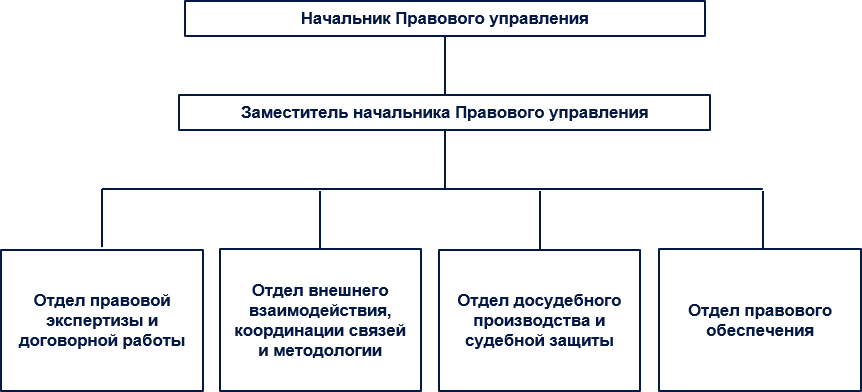 Начальник Правового управления
Заместитель начальника Правового управления
Отдел правовой
экспертизы и
договорной работы
Отдел внешнего
взаимодействия,
координации связей
и методологии
Отдел досудебного
производства и
судебной защиты
Отдел правового
обеспечения